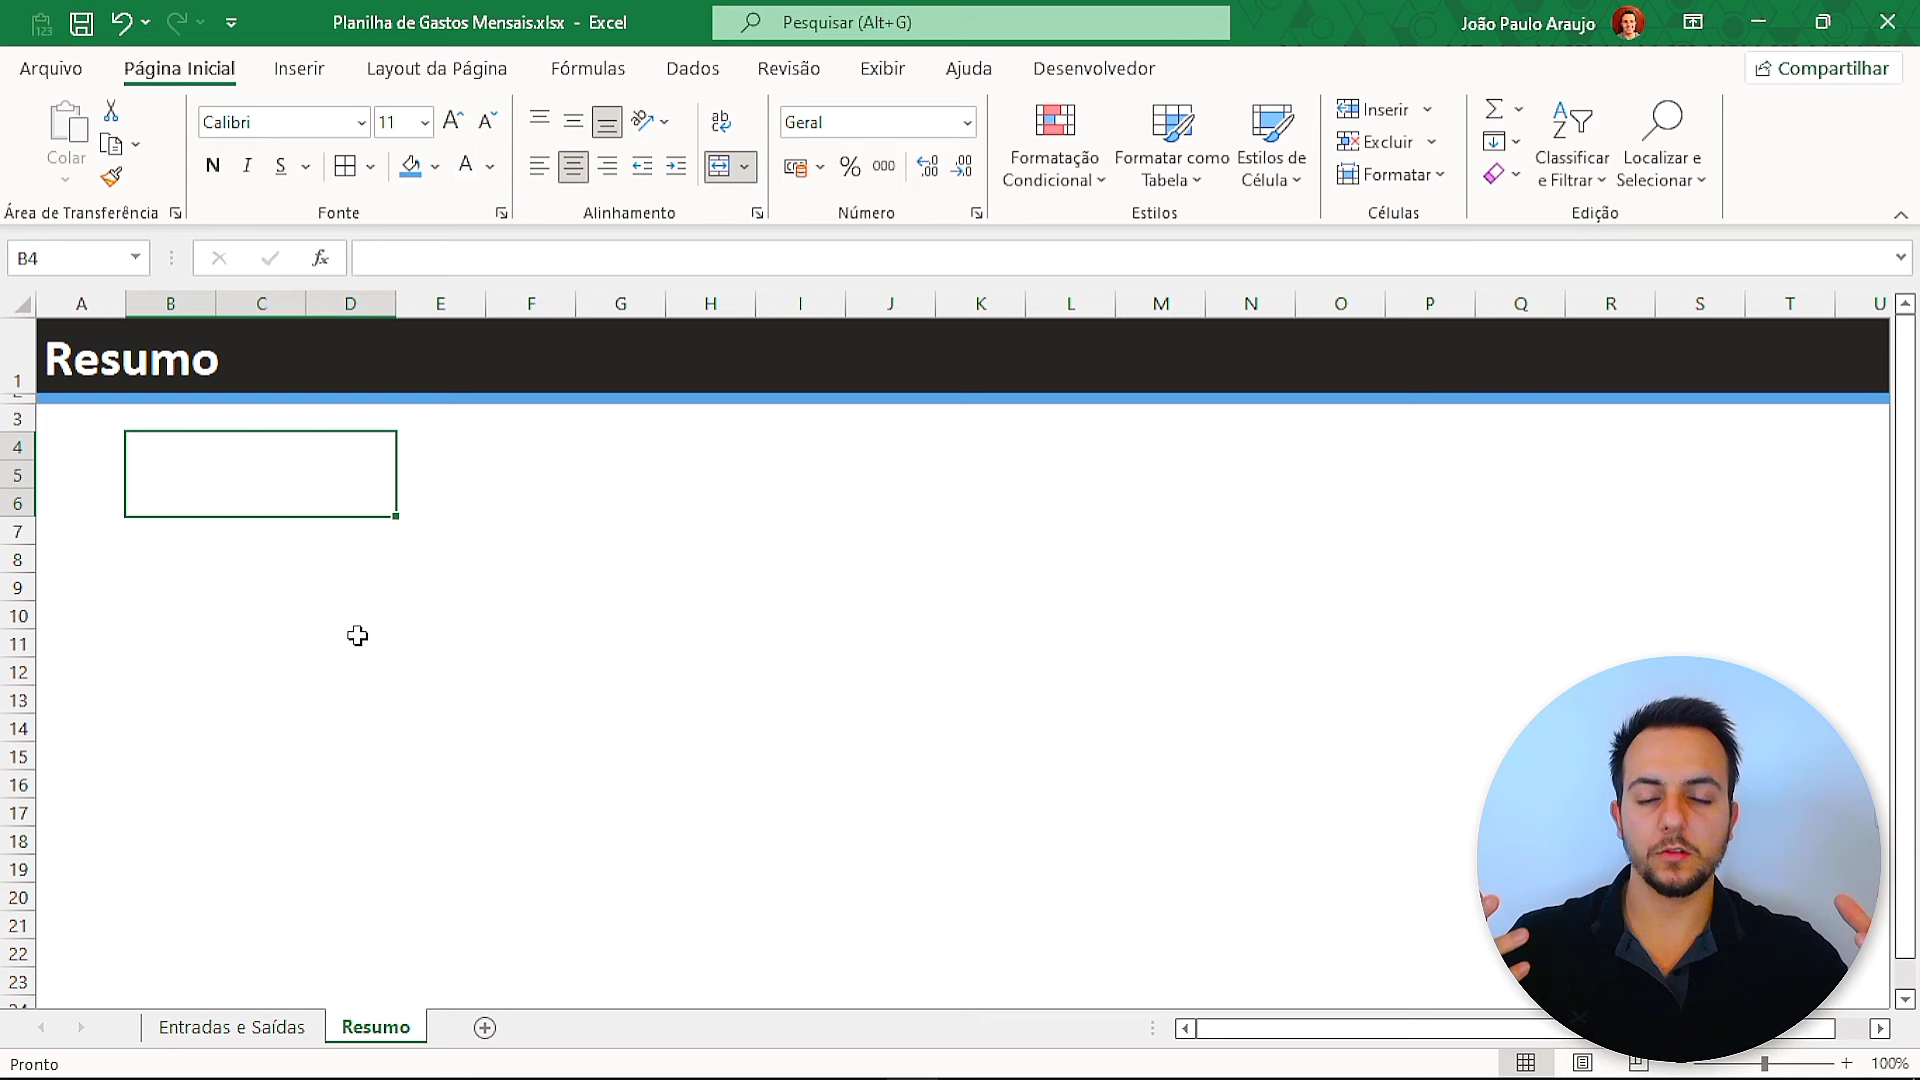 Planilha de Gastos Mensais.xlsx - Excel
Pesquisar (Alt+G)
João Paulo Araujo
Arquivo
Página Inicial
Inserir
Layout da Página
Fórmulas
Dados
Revisão
Exibir
Ajuda
Desenvolvedor
Compartilhar
Colar
Área de Transferência
Calibri
11
N I S
Fonte
Alinhamento
Geral
% 000
Número
Formatação Condicional
Formatar como Tabela
Estilos de Célula
Estilos
Inserir
Excluir
Formatar
Células
Classificar e Filtrar
Localizar e Selecionar
Edição
B4
fx
A B C D E F G H I J K L M N O P Q R S T U
1
Resumo
3
4
5
6
7
8
9
10
11
12
13
14
15
16
17
18
19
20
21
22
23
Entradas e Saídas
Resumo
Pronto
100%